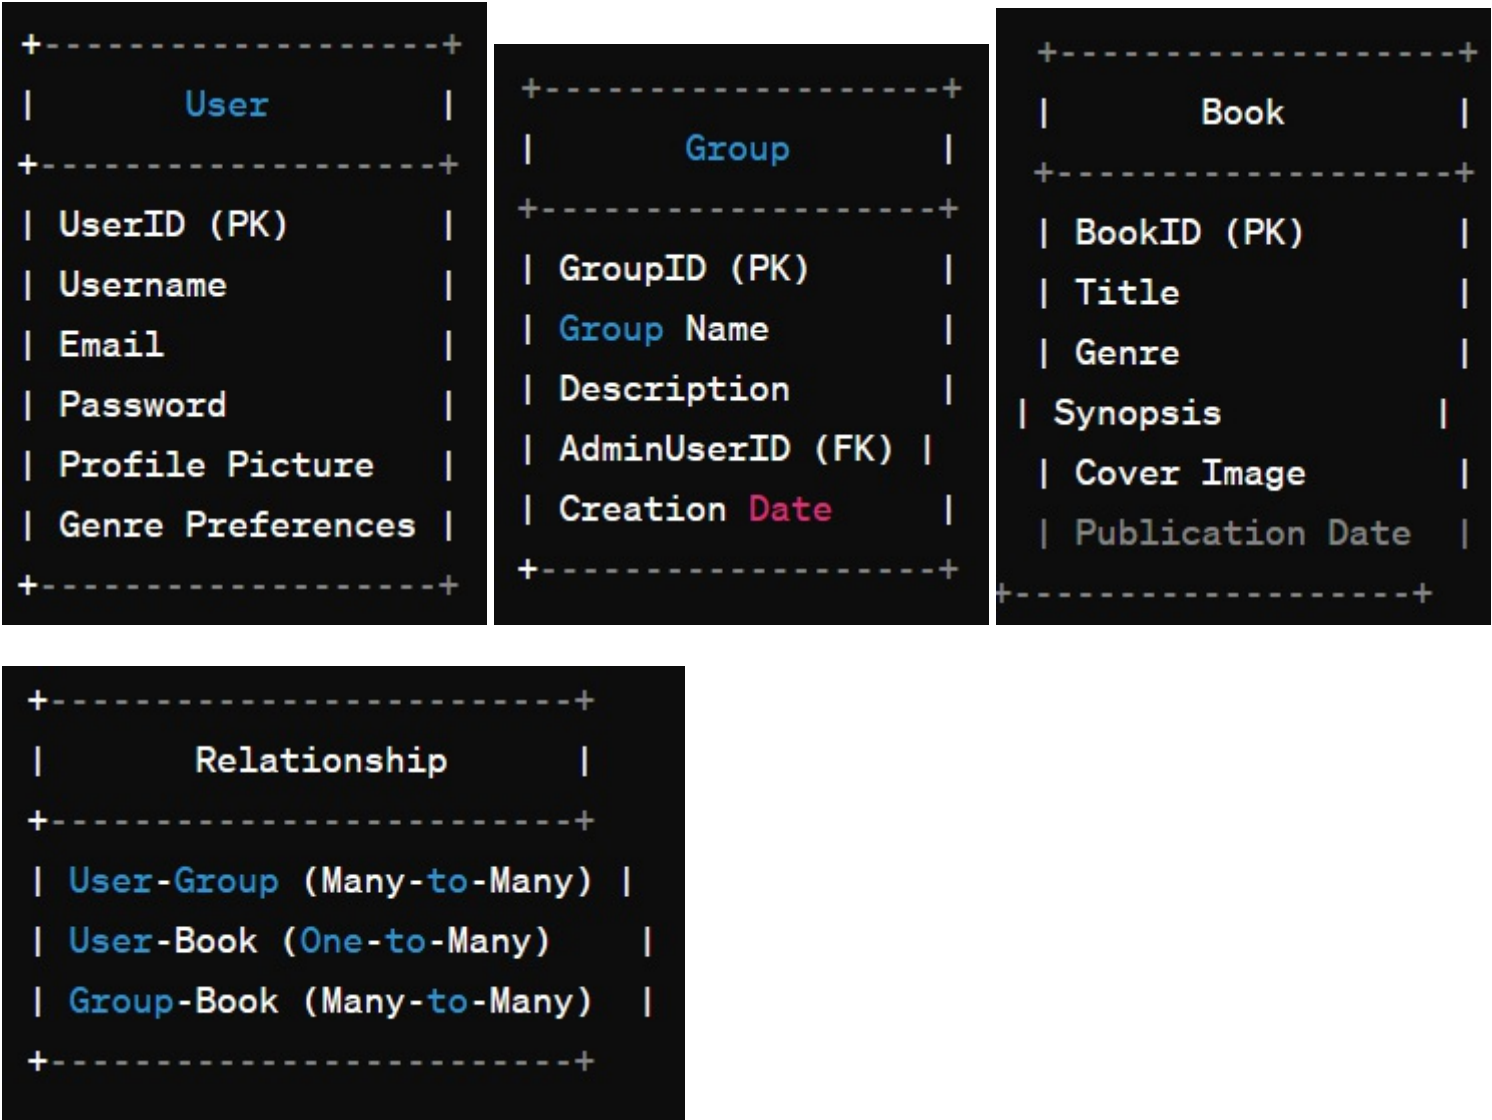 +-------------------+
|       User        |
+-------------------+
| UserID (PK)       |
| Username          |
| Email             |
| Password          |
| Profile Picture   |
| Genre Preferences |
+-------------------+
+-------------------+
|       Group       |
+-------------------+
| GroupID (PK)      |
| Group Name        |
| Description       |
| AdminUserID (FK) |
| Creation Date     |
+-------------------+
+-------------------+
|       Book        |
+-------------------+
| BookID (PK)       |
| Title             |
| Genre             |
| Synopsis          |
| Cover Image       |
| Publication Date  |
+-------------------+
+-------------------------+
|       Relationship      |
+-------------------------+
| User-Group (Many-to-Many) |
| User-Book (One-to-Many)    |
| Group-Book (Many-to-Many)  |
+-------------------------+